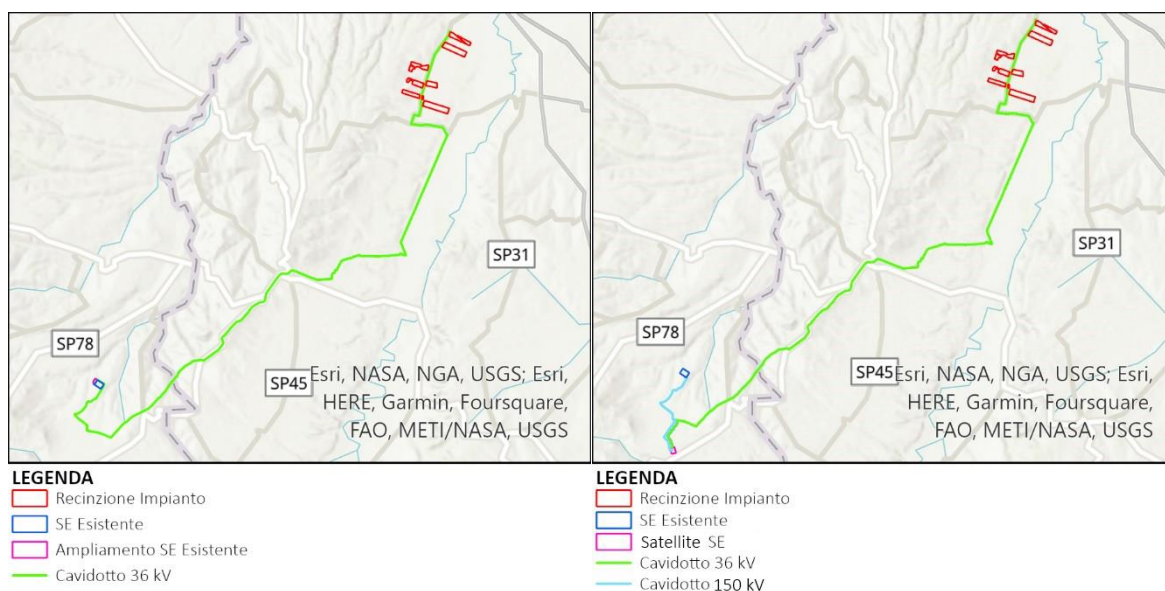 SP31
SP78
SP45
Esri, NASA, NGA, USGS; Esri,
HERE, Garmin, Foursquare,
FAO, METI/NASA, USGS
LEGENDA
Recinzione Impianto
SE Esistente
Ampliamento SE Esistente
Cavidotto 36 kV
SP31
SP78
SP45
Esri, NASA, NGA, USGS; Esri,
HERE, Garmin, Foursquare,
FAO, METI/NASA, USGS
LEGENDA
Recinzione Impianto
SE Esistente
Satellite SE
Cavidotto 36 kV
Cavidotto 150 kV